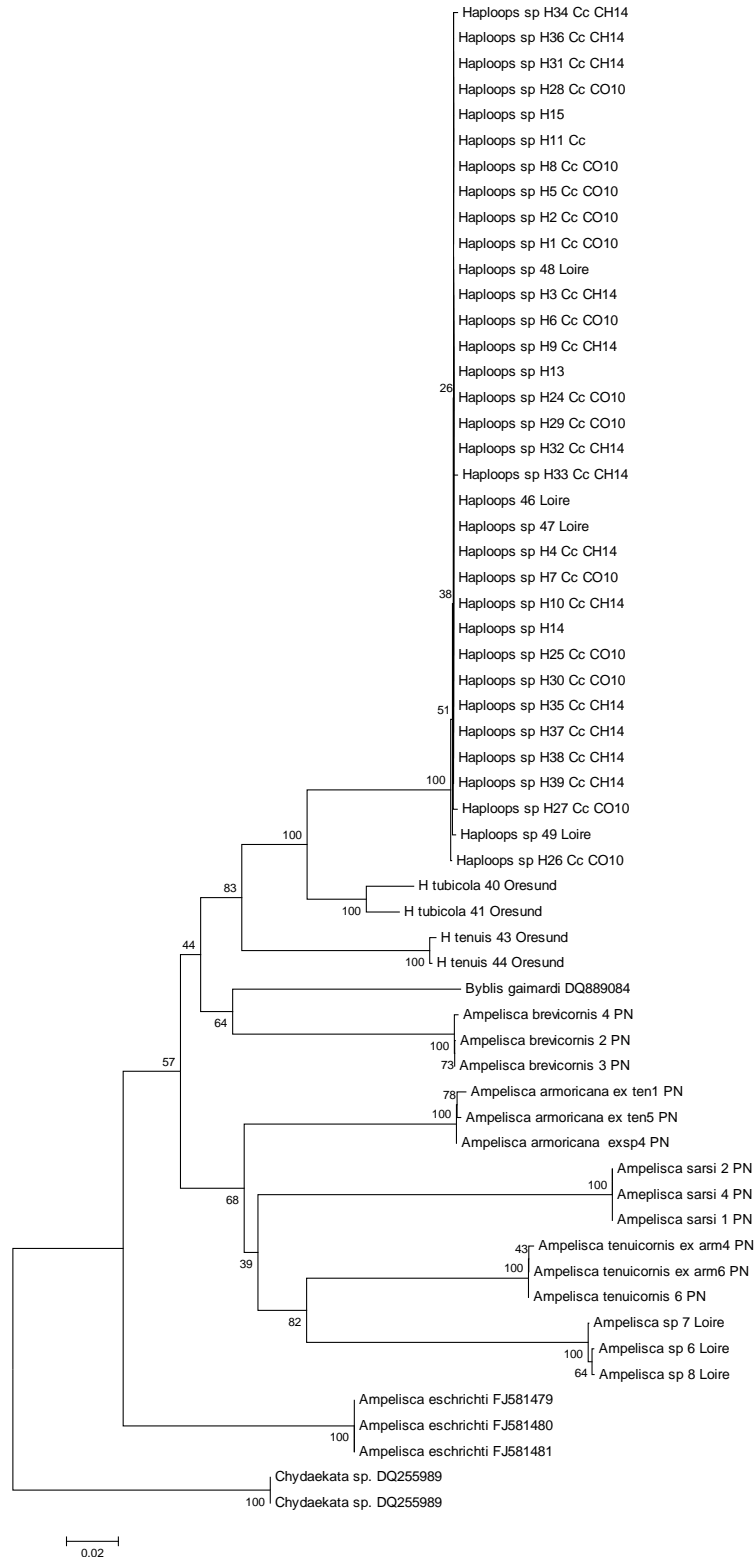 Haploops sp H34 Cc CH14
Haploops sp H36 Cc CH14
Haploops sp H31 Cc CH14
Haploops sp H28 Cc CO10
Haploops sp H15
Haploops sp H11 Cc
Haploops sp H8 Cc CO10
Haploops sp H5 Cc CO10
Haploops sp H2 Cc CO10
Haploops sp H1 Cc CO10
Haploops sp 48 Loire
Haploops sp H3 Cc CH14
Haploops sp H6 Cc CO10
Haploops sp H9 Cc CH14
Haploops sp H13
26
Haploops sp H24 Cc CO10
Haploops sp H29 Cc CO10
Haploops sp H32 Cc CH14
Haploops sp H33 Cc CH14
Haploops 46 Loire
Haploops sp 47 Loire
Haploops sp H4 Cc CH14
Haploops sp H7 Cc CO10
38
Haploops sp H10 Cc CH14
Haploops sp H14
Haploops sp H25 Cc CO10
Haploops sp H30 Cc CO10
Haploops sp H35 Cc CH14
51
Haploops sp H37 Cc CH14
Haploops sp H38 Cc CH14
100
Haploops sp H39 Cc CH14
Haploops sp H27 Cc CO10
100
Haploops sp 49 Loire
Haploops sp H26 Cc CO10
83
H tubicola 40 Oresund
100
H tubicola 41 Oresund
44
H tenuis 43 Oresund
100
H tenuis 44 Oresund
Byblis gaimardi DQ889084
64
Ampelisca brevicornis 4 PN
100
Ampelisca brevicornis 2 PN
57
73
Ampelisca brevicornis 3 PN
78
Ampelisca armoricana ex ten1 PN
100
Ampelisca armoricana ex ten5 PN
Ampelisca armoricana exsp4 PN
Ampelisca sarsi 2 PN
100
Ameplisca sarsi 4 PN
68
Ampelisca sarsi 1 PN
43
Ampelisca tenuicornis ex arm4 PN
39
100
Ampelisca tenuicornis ex arm6 PN
Ampelisca tenuicornis 6 PN
82
Ampelisca sp 7 Loire
100
Ampelisca sp 6 Loire
64
Ampelisca sp 8 Loire
Ampelisca eschrichti FJ581479
Ampelisca eschrichti FJ581480
100
Ampelisca eschrichti FJ581481
Chydaekata sp. DQ255989
100
Chydaekata sp. DQ255989
0.02